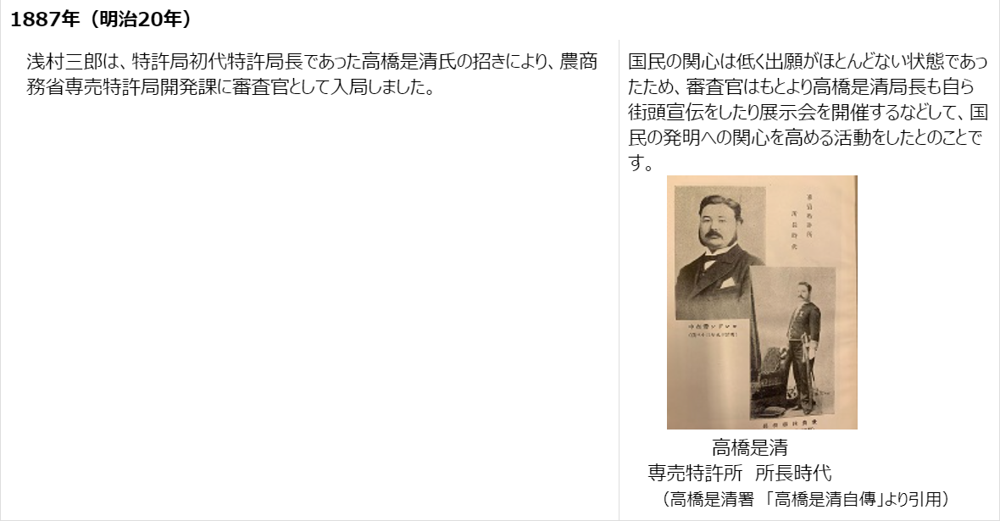 1887年（明治20年）
浅村三郎は、特許局初代特許局長であった高橋是清氏の招きにより、農商
務省専売特許局開発課に審査官として入局しました。
国民の関心は低く出願がほとんどない状態であっ
たため、審査官はもとより高橋是清局長も自ら
街頭宣伝をしたり展示会を開催するなどして、国
民の発明への関心を高める活動をしたとのことで
す。
所長時代
高橋是清
専売特許所　所長時代
（高橋是清署　「高橋是清自傳」より引用）